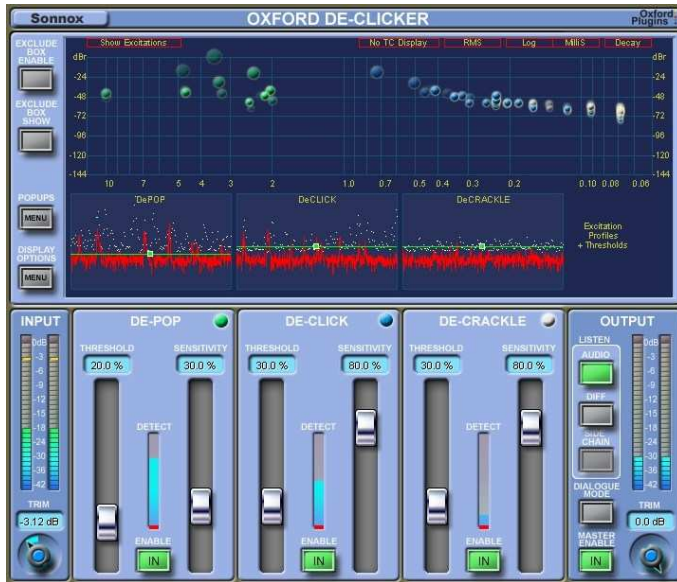 Sonnox
OXFORD DE-CLICKER
Oxford
Plugins
EXCLUDE
BOX
ENABLE
EXCLUDE
BOX
SHOW
POPUPS
MENU
DISPLAY
OPTIONS
MENU
Show Excitations
No TC Display
RMS
Log
MilliS
Decay
dBr
-24
-48
-72
-96
-120
-144
dBr
-24
-48
-72
-96
-120
-144
10 7 5 4 3 2 1.0 0.7 0.5 0.4 0.3 0.2 0.10 0.08 0.06
DePOP
DeCLICK
DeCRACKLE
Excitation
Profiles
+ Thresholds
INPUT
0dB
-3
-6
-9
-12
-15
-18
-24
-30
-36
-42
TRIM
-3.12 dB
DE-POP
THRESHOLD
SENSITIVITY
20.0 %
30.0 %
DETECT
ENABLE
IN
DE-CLICK
THRESHOLD
SENSITIVITY
30.0 %
80.0 %
DETECT
ENABLE
IN
DE-CRACKLE
THRESHOLD
SENSITIVITY
30.0 %
80.0 %
DETECT
ENABLE
IN
OUTPUT
LISTEN
AUDIO
DIFF
SIDE
CHAIN
DIALOGUE
MODE
MASTER
ENABLE
IN
0dB
-3
-6
-9
-12
-15
-18
-24
-30
-36
-42
TRIM
0.0 dB